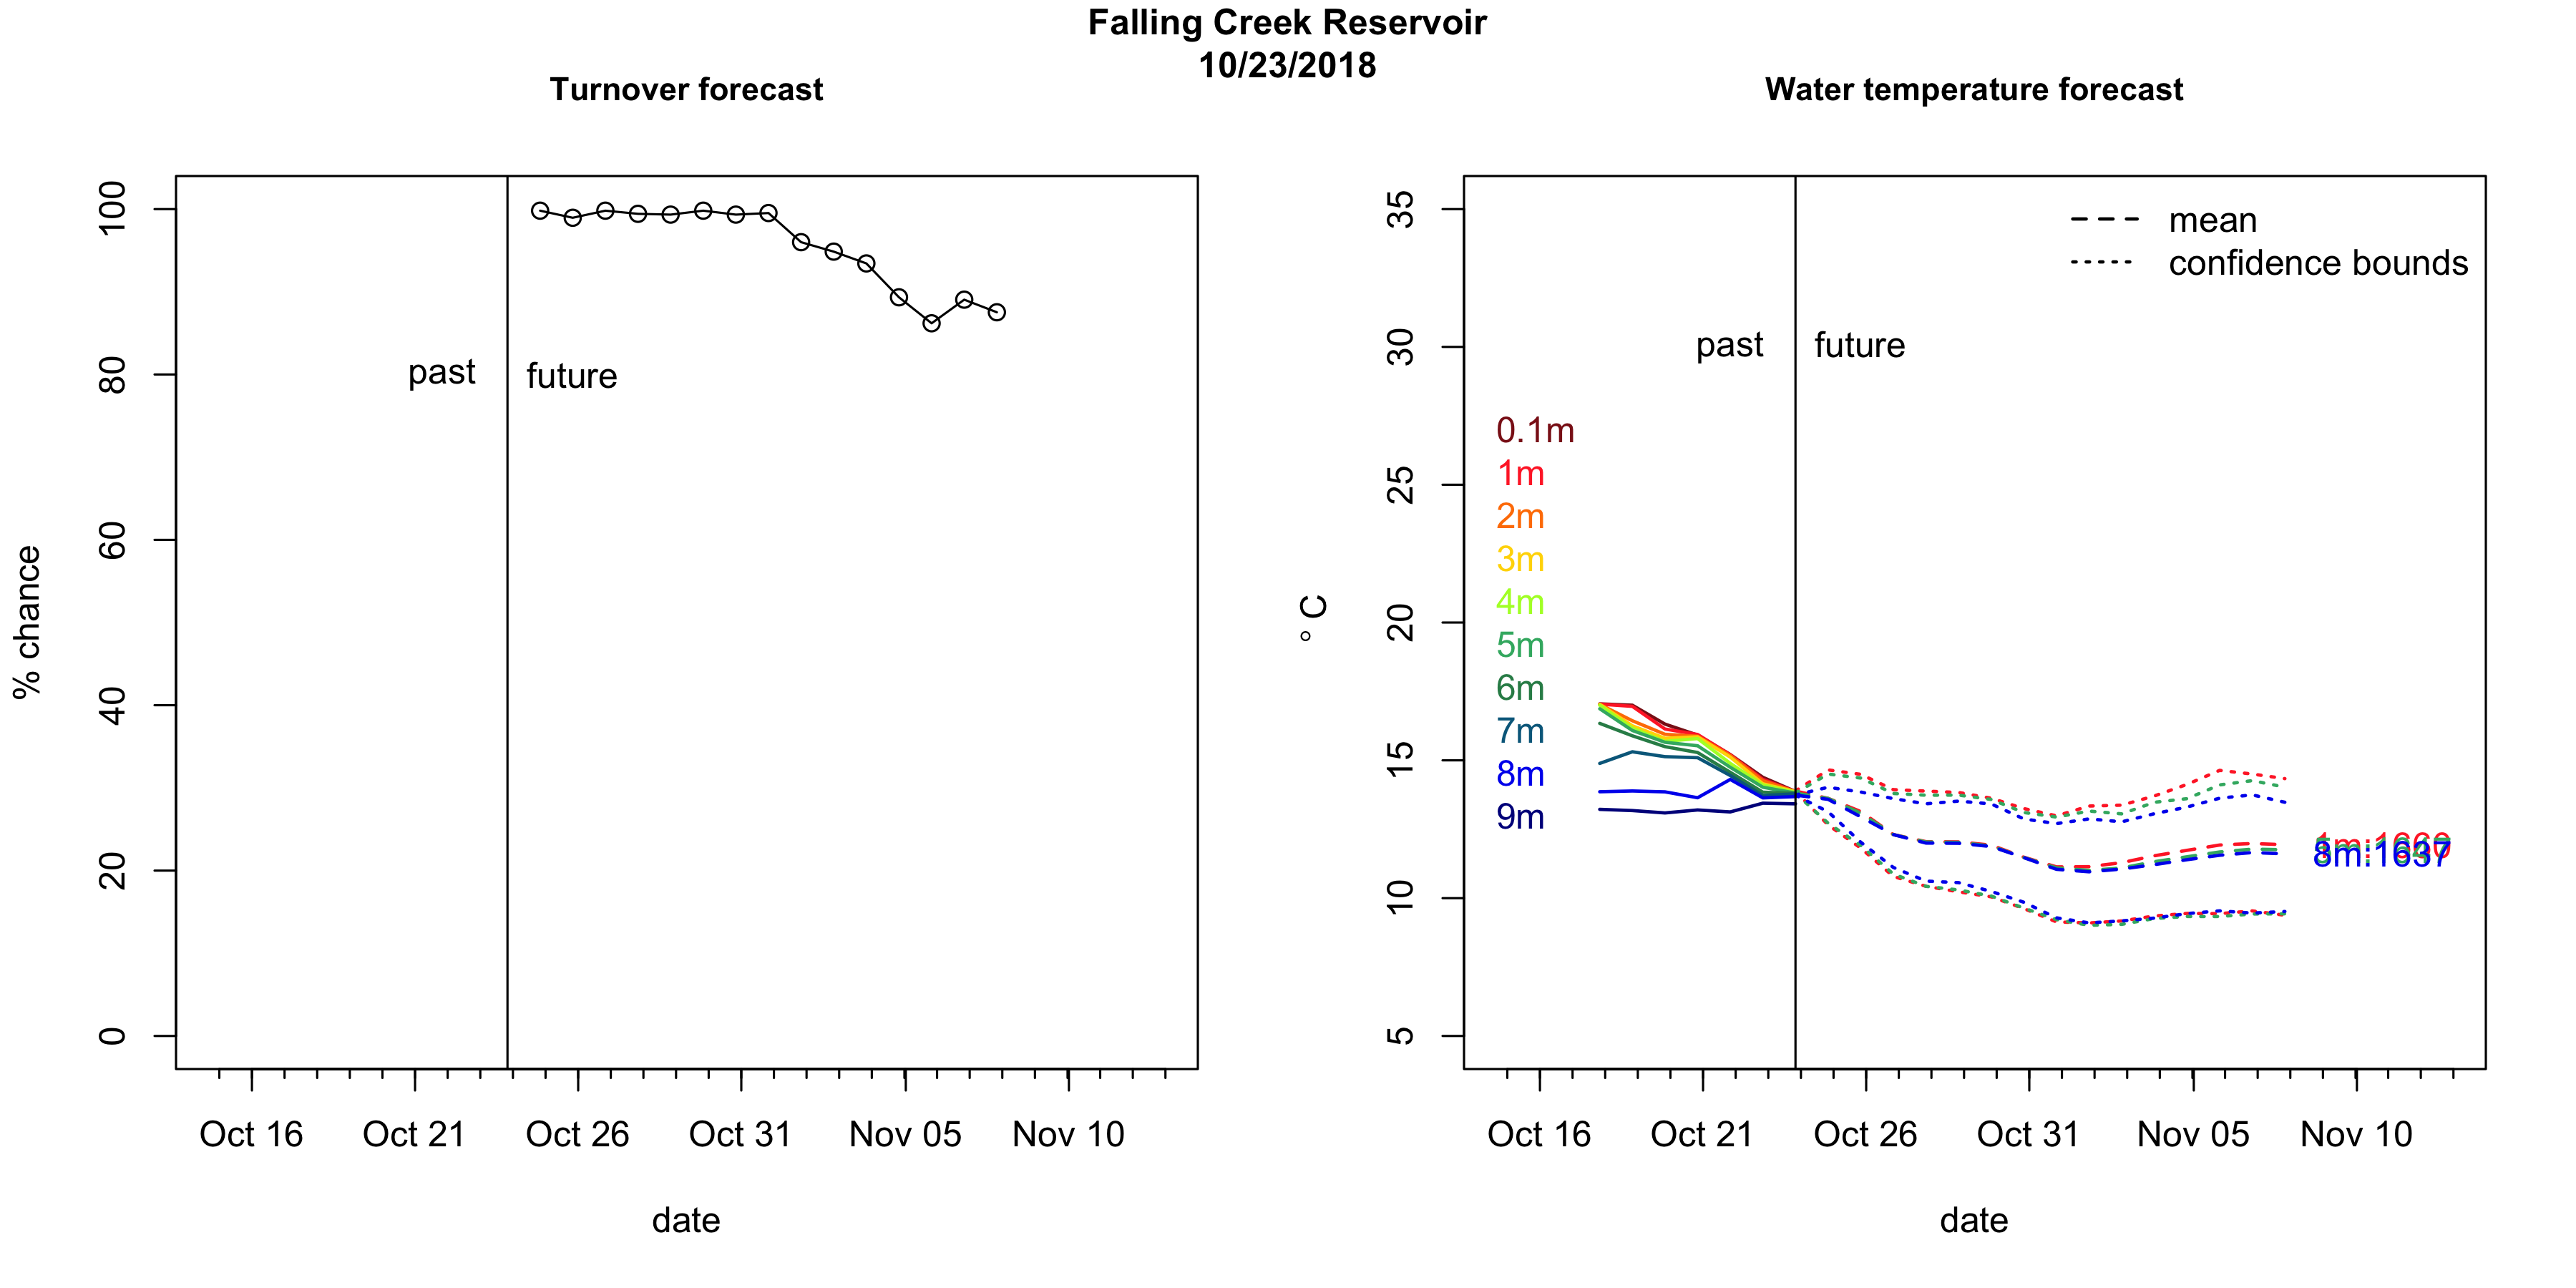 Falling Creek Reservoir
10/23/2018
Turnover forecast
% chance
100
80
60
40
20
0
past
future
Oct 16
Oct 21
Oct 26
Oct 31
Nov 05
Nov 10
date
Water temperature forecast
° C
35
30
25
20
15
10
5
mean
confidence bounds
past
future
0.1m
1m
2m
3m
4m
5m
6m
7m
8m
9m
Oct 16
Oct 21
Oct 26
Oct 31
Nov 05
Nov 10
date